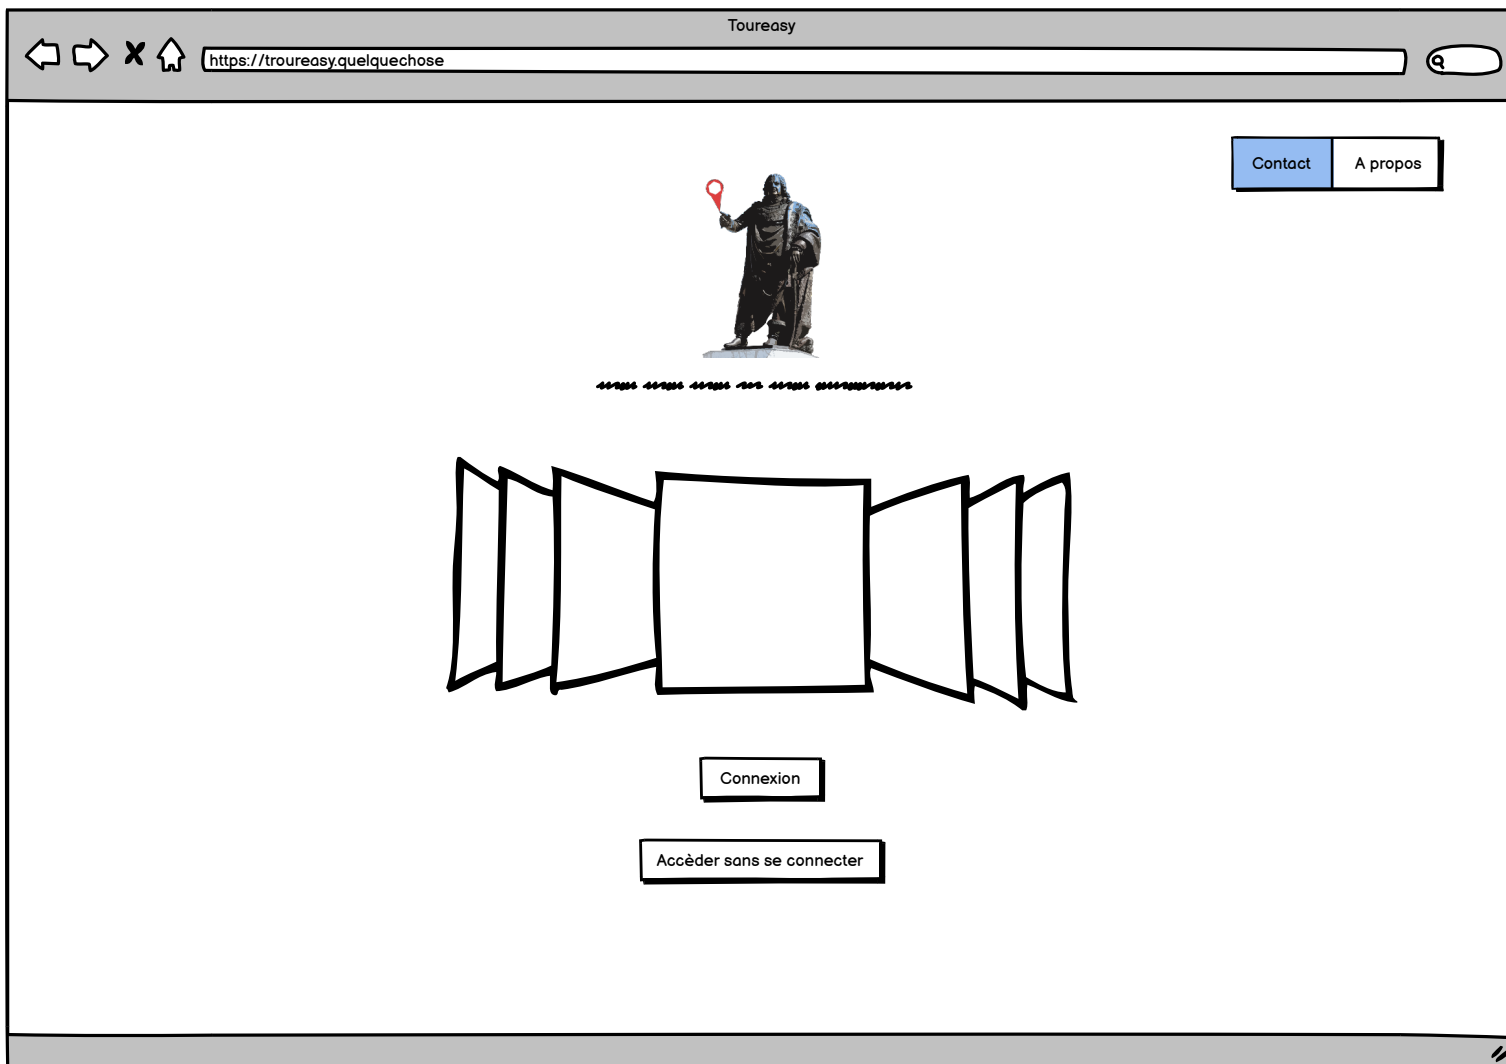 Toureasy
https://troureasy.quelquechose
Contact
A propos
Connexion
Accèder sans se connecter